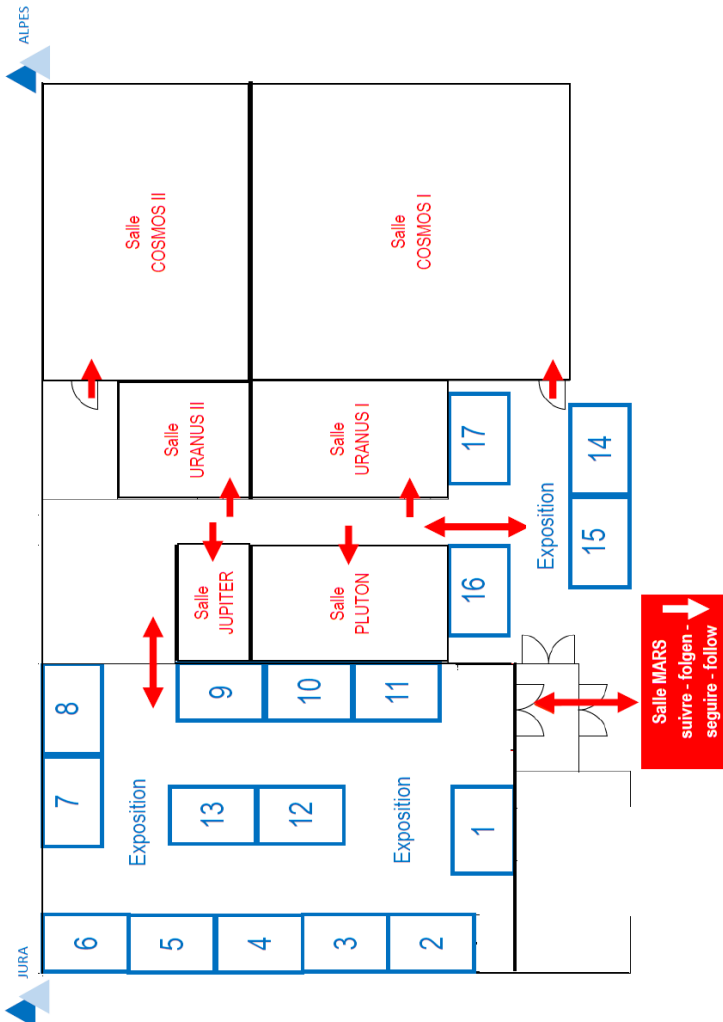 ALPES
Salle
COSMOS II
Salle
COSMOS I
Salle
URANUS II
Salle
URANUS I
17
14
Exposition
15
Salle
JUPITER
Salle
PLUTON
16
Salle MARS
suivre - folgen -
seguire - follow
8
9
10
11
7
Exposition
13
12
Exposition
1
6
5
4
3
2
JURA